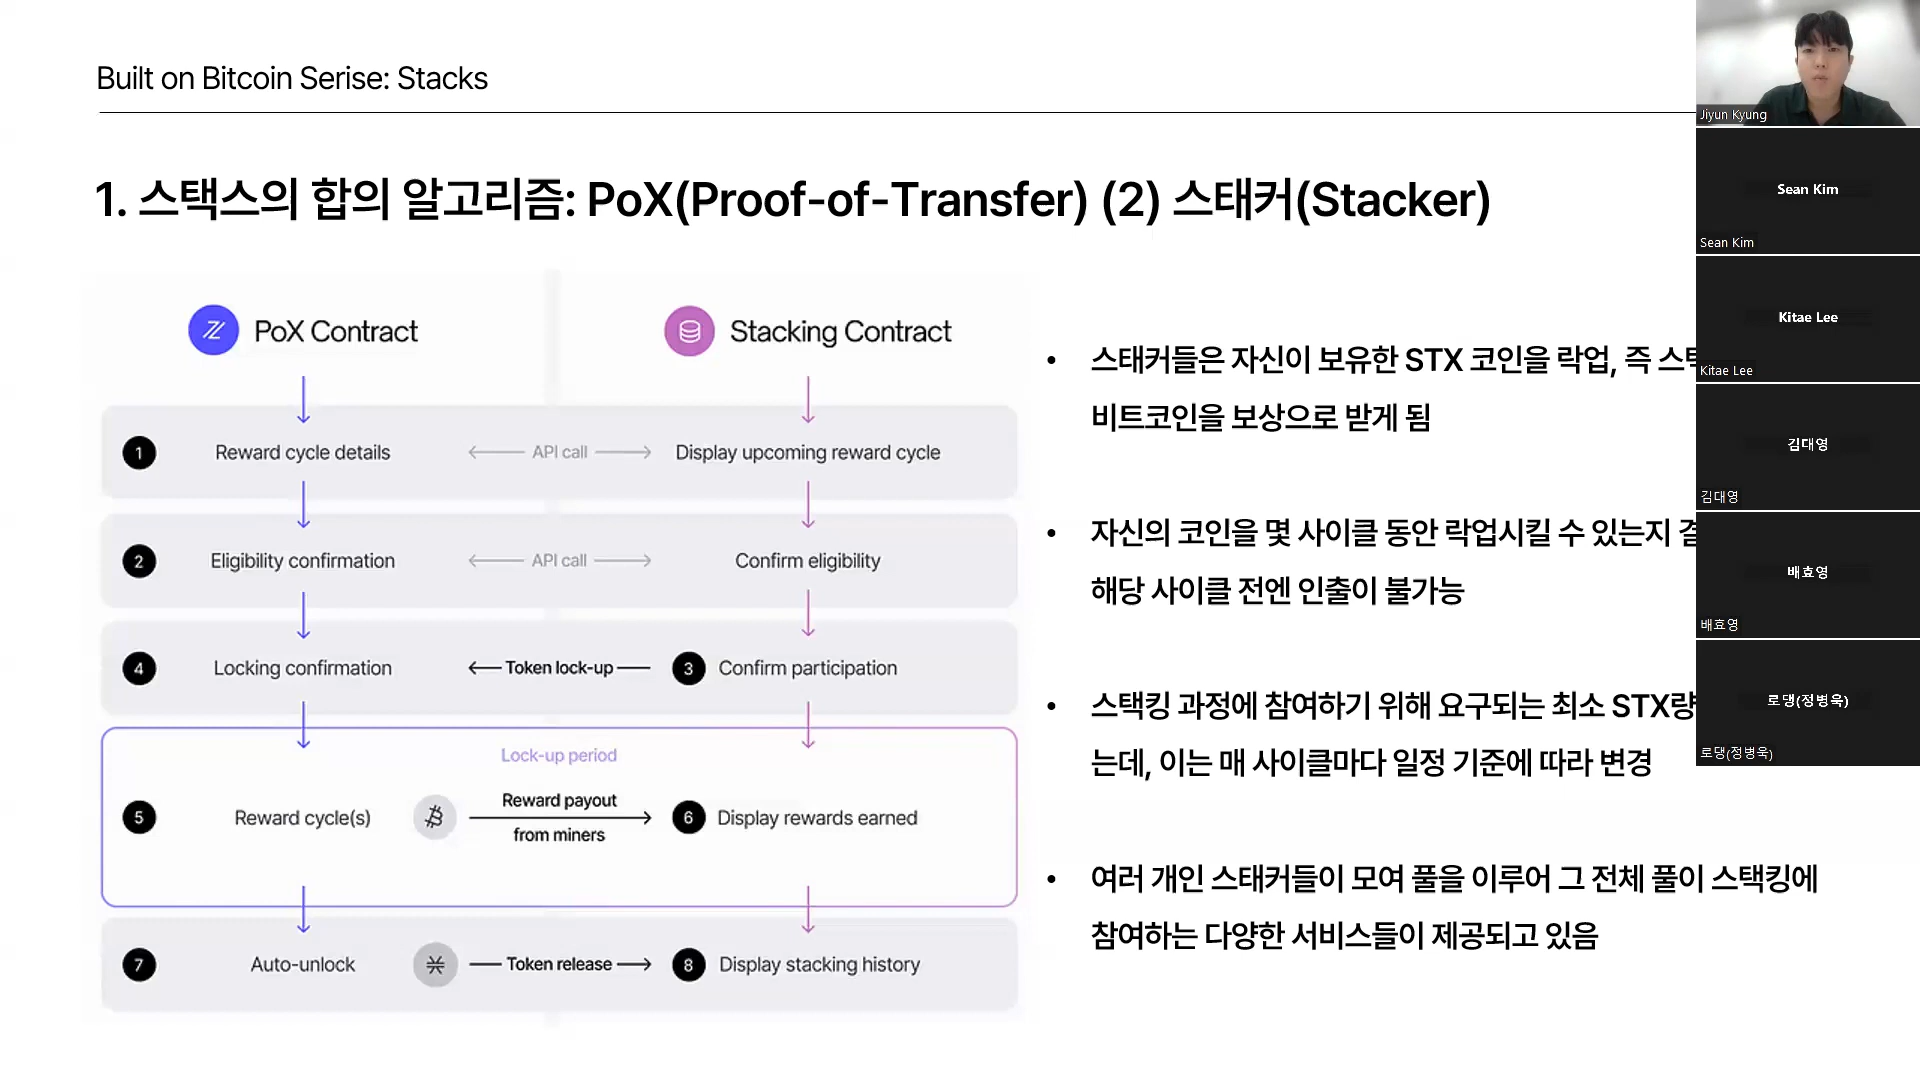 Built on Bitcoin Serise: Stacks
1. 스택스의 합의 알고리즘: PoX(Proof-of-Transfer) (2) 스태커(Stacker)
PoX Contract
Stacking Contract
1 Reward cycle details API call Display upcoming reward cycle
2 Eligibility confirmation API call Confirm eligibility
4 Locking confirmation Token lock-up 3 Confirm participation
Lock-up period
5 Reward cycle(s) Reward payout from miners 6 Display rewards earned
7 Auto-unlock Token release 8 Display stacking history
• 스태커들은 자신이 보유한 STX 코인을 락업, 즉
비트코인을 보상으로 받게 됨
• 자신의 코인을 몇 사이클 동안 락업시킬 수 있는지
해당 사이클 전엔 인출이 불가능
• 스택킹 과정에 참여하기 위해 요구되는 최소 STX량
는데, 이는 매 사이클마다 일정 기준에 따라 변경
• 여러 개인 스태커들이 모여 풀을 이루어 그 전체 풀이 스택킹에
참여하는 다양한 서비스들이 제공되고 있음
Jiyun Kyung
Sean Kim
Sean Kim
Kitae Lee
Kitae Lee
김대영
김대영
배효영
배효영
로댕(정병욱)
로댕(정병욱)